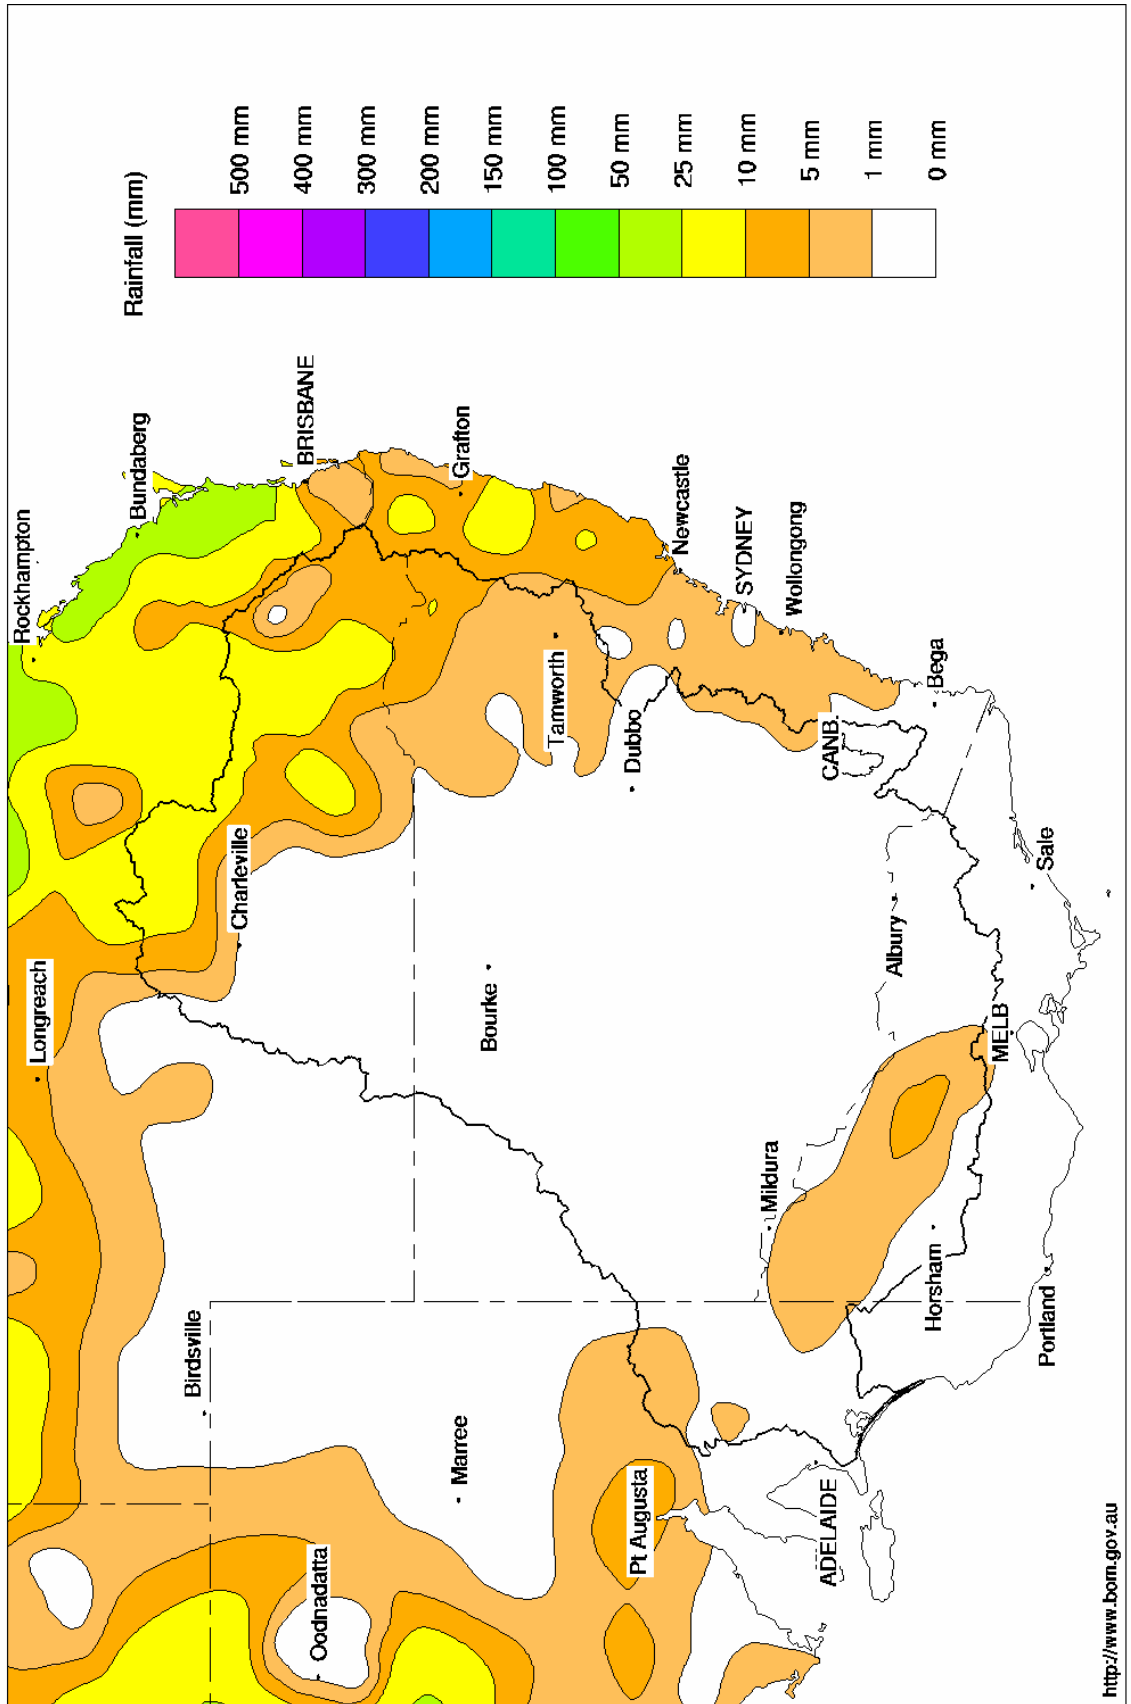 Rainfall (mm)
500 mm
400 mm
300 mm
200 mm
150 mm
100 mm
50 mm
25 mm
10 mm
5 mm
1 mm
0 mm
Rockhampton
Bundaberg
BRISBANE
Grafton
Newcastle
SYDNEY
Wollongong
Bega
Tamworth
Dubbo
CANB.
Charleville
Sale
Albury
Longreach
Bourke
MELB
Mildura
Horsham
Portland
Birdsville
Marree
Pt Augusta
ADELAIDE
Oodnadatta
http://www.bom.gov.au